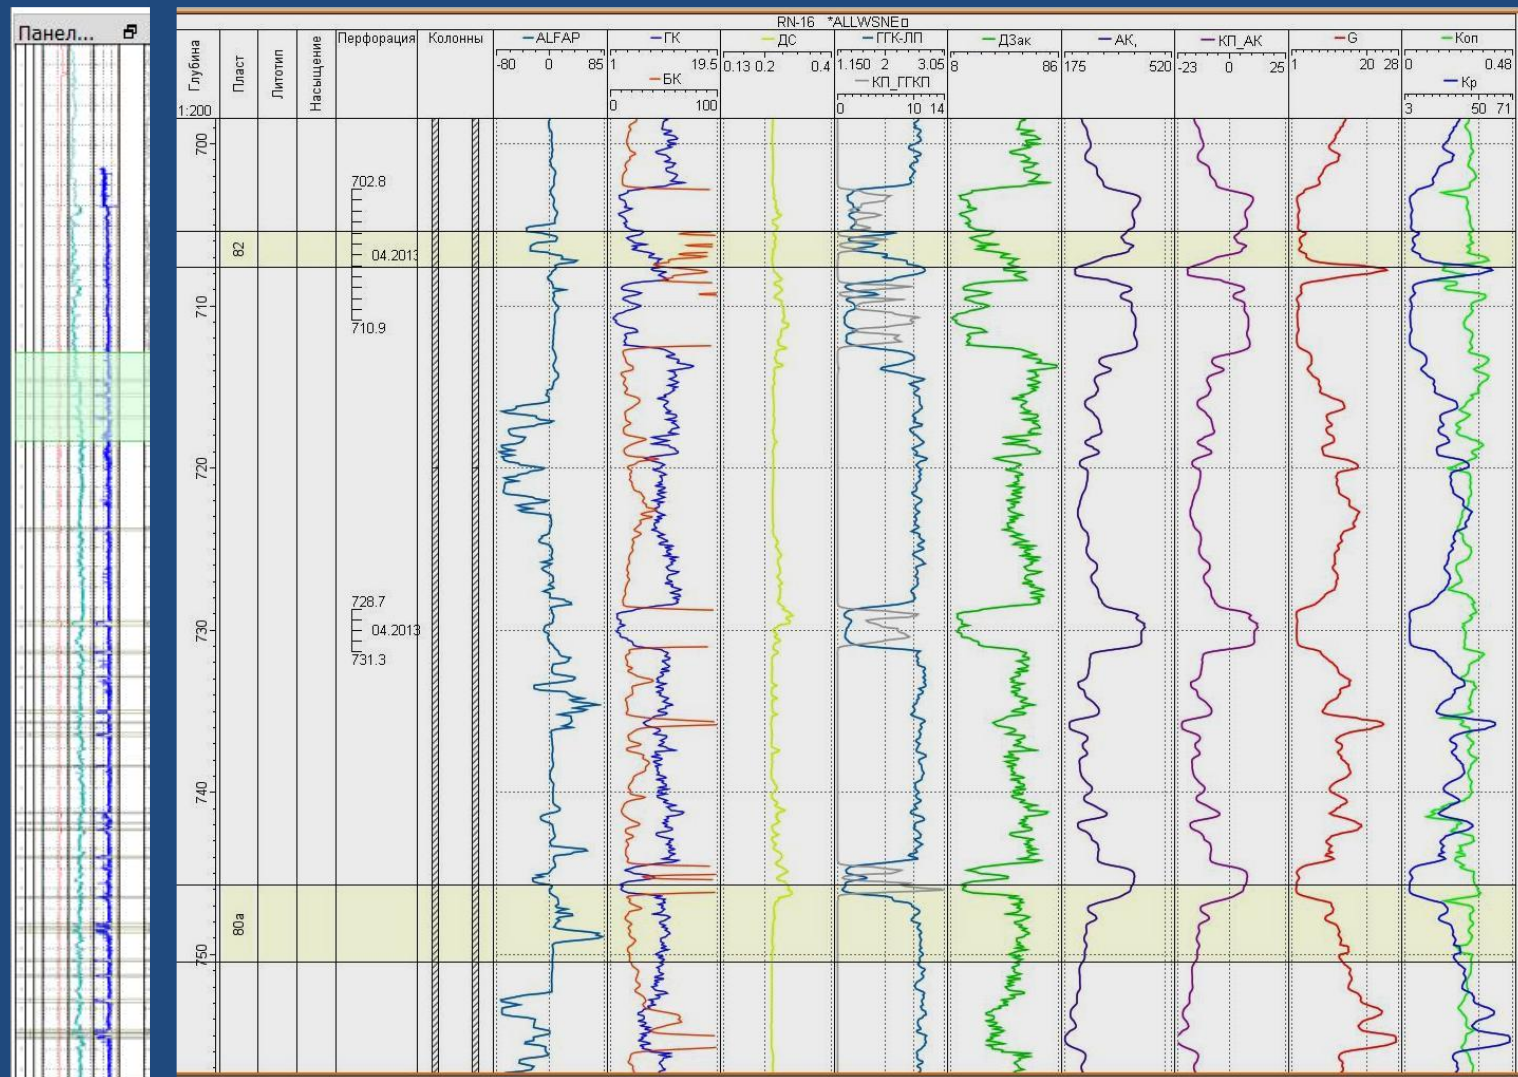 Панел...
RN-16 *ALLWSNE
Глубина
1:200
Пласт
Литотип
Насыщение
Перфорация
Колонны
ALFAP
-80 0 85
ГК
1 19.5
БК
0 100
ДС
0.13 0.2 0.4
ГГК-ЛП
1.150 2 3.05
КП_ГГКП
0 10 14
ДЗак
8 86
АК,
175 520
КП_АК
-23 0 25
G
1 20 28
Коп
0 0.48
Кр
3 50 71
700
702.8
82
04.2013
710
710.9
720
728.7
730
04.2013
731.3
740
80а
750